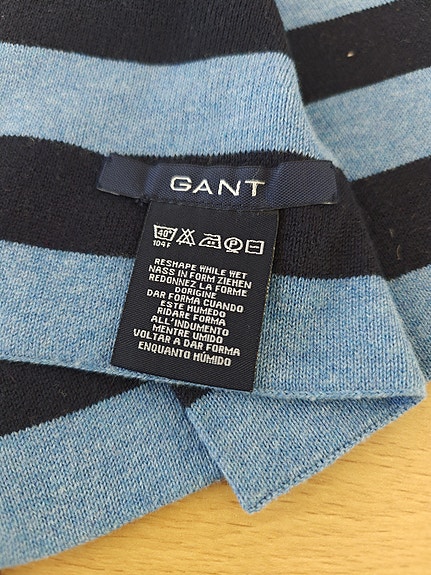 GANT
40°
P
104 F
RESHAPE WHILE WET
NASS IN FORM ZIEHEN
REDONNEZ LA FORME
DORIGINE
DAR FORMA CUANDO
ESTE HUMEDO
RIDARE FORMA
ALL'INDUMENTO
MENTRE UMIDO
VOLTAR A DAR FORMA
ENQUANTO HÚMIDO